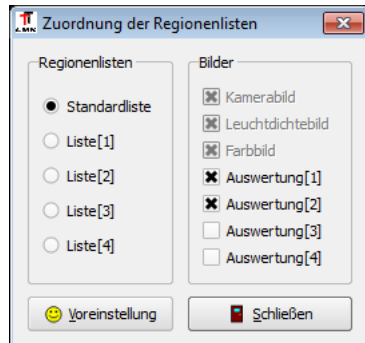 LMK Zuordnung der Regionenlisten
Regionenlisten
Standardliste
Liste[1]
Liste[2]
Liste[3]
Liste[4]
Bilder
Kamerabild
Leuchtdichtebild
Farbbild
Auswertung[1]
Auswertung[2]
Auswertung[3]
Auswertung[4]
Voreinstellung
Schließen